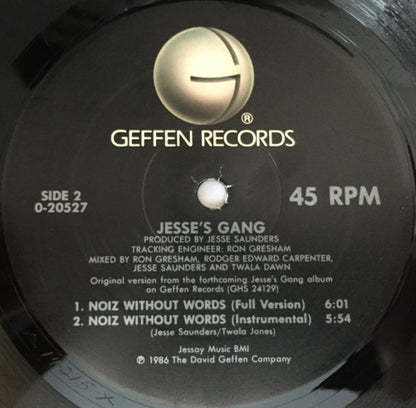 ®
GEFFEN RECORDS
SIDE 2
0-20527
45 RPM
JESSE'S GANG
PRODUCED BY JESSE SAUNDERS
TRACKING ENGINEER: RON GRESHAM
MIXED BY RON GRESHAM, RODGER EDWARD CARPENTER,
JESSE SAUNDERS AND TWALA DAWN
Original version from the forthcoming Jesse's Gang album
on Geffen Records (GHS 24129)
1. NOIZ WITHOUT WORDS (Full Version) 6:01
2. NOIZ WITHOUT WORDS (Instrumental) 5:54
(Jesse Saunders/Twala Jones)
Jessay Music BMI
℗ 1986 The David Geffen Company